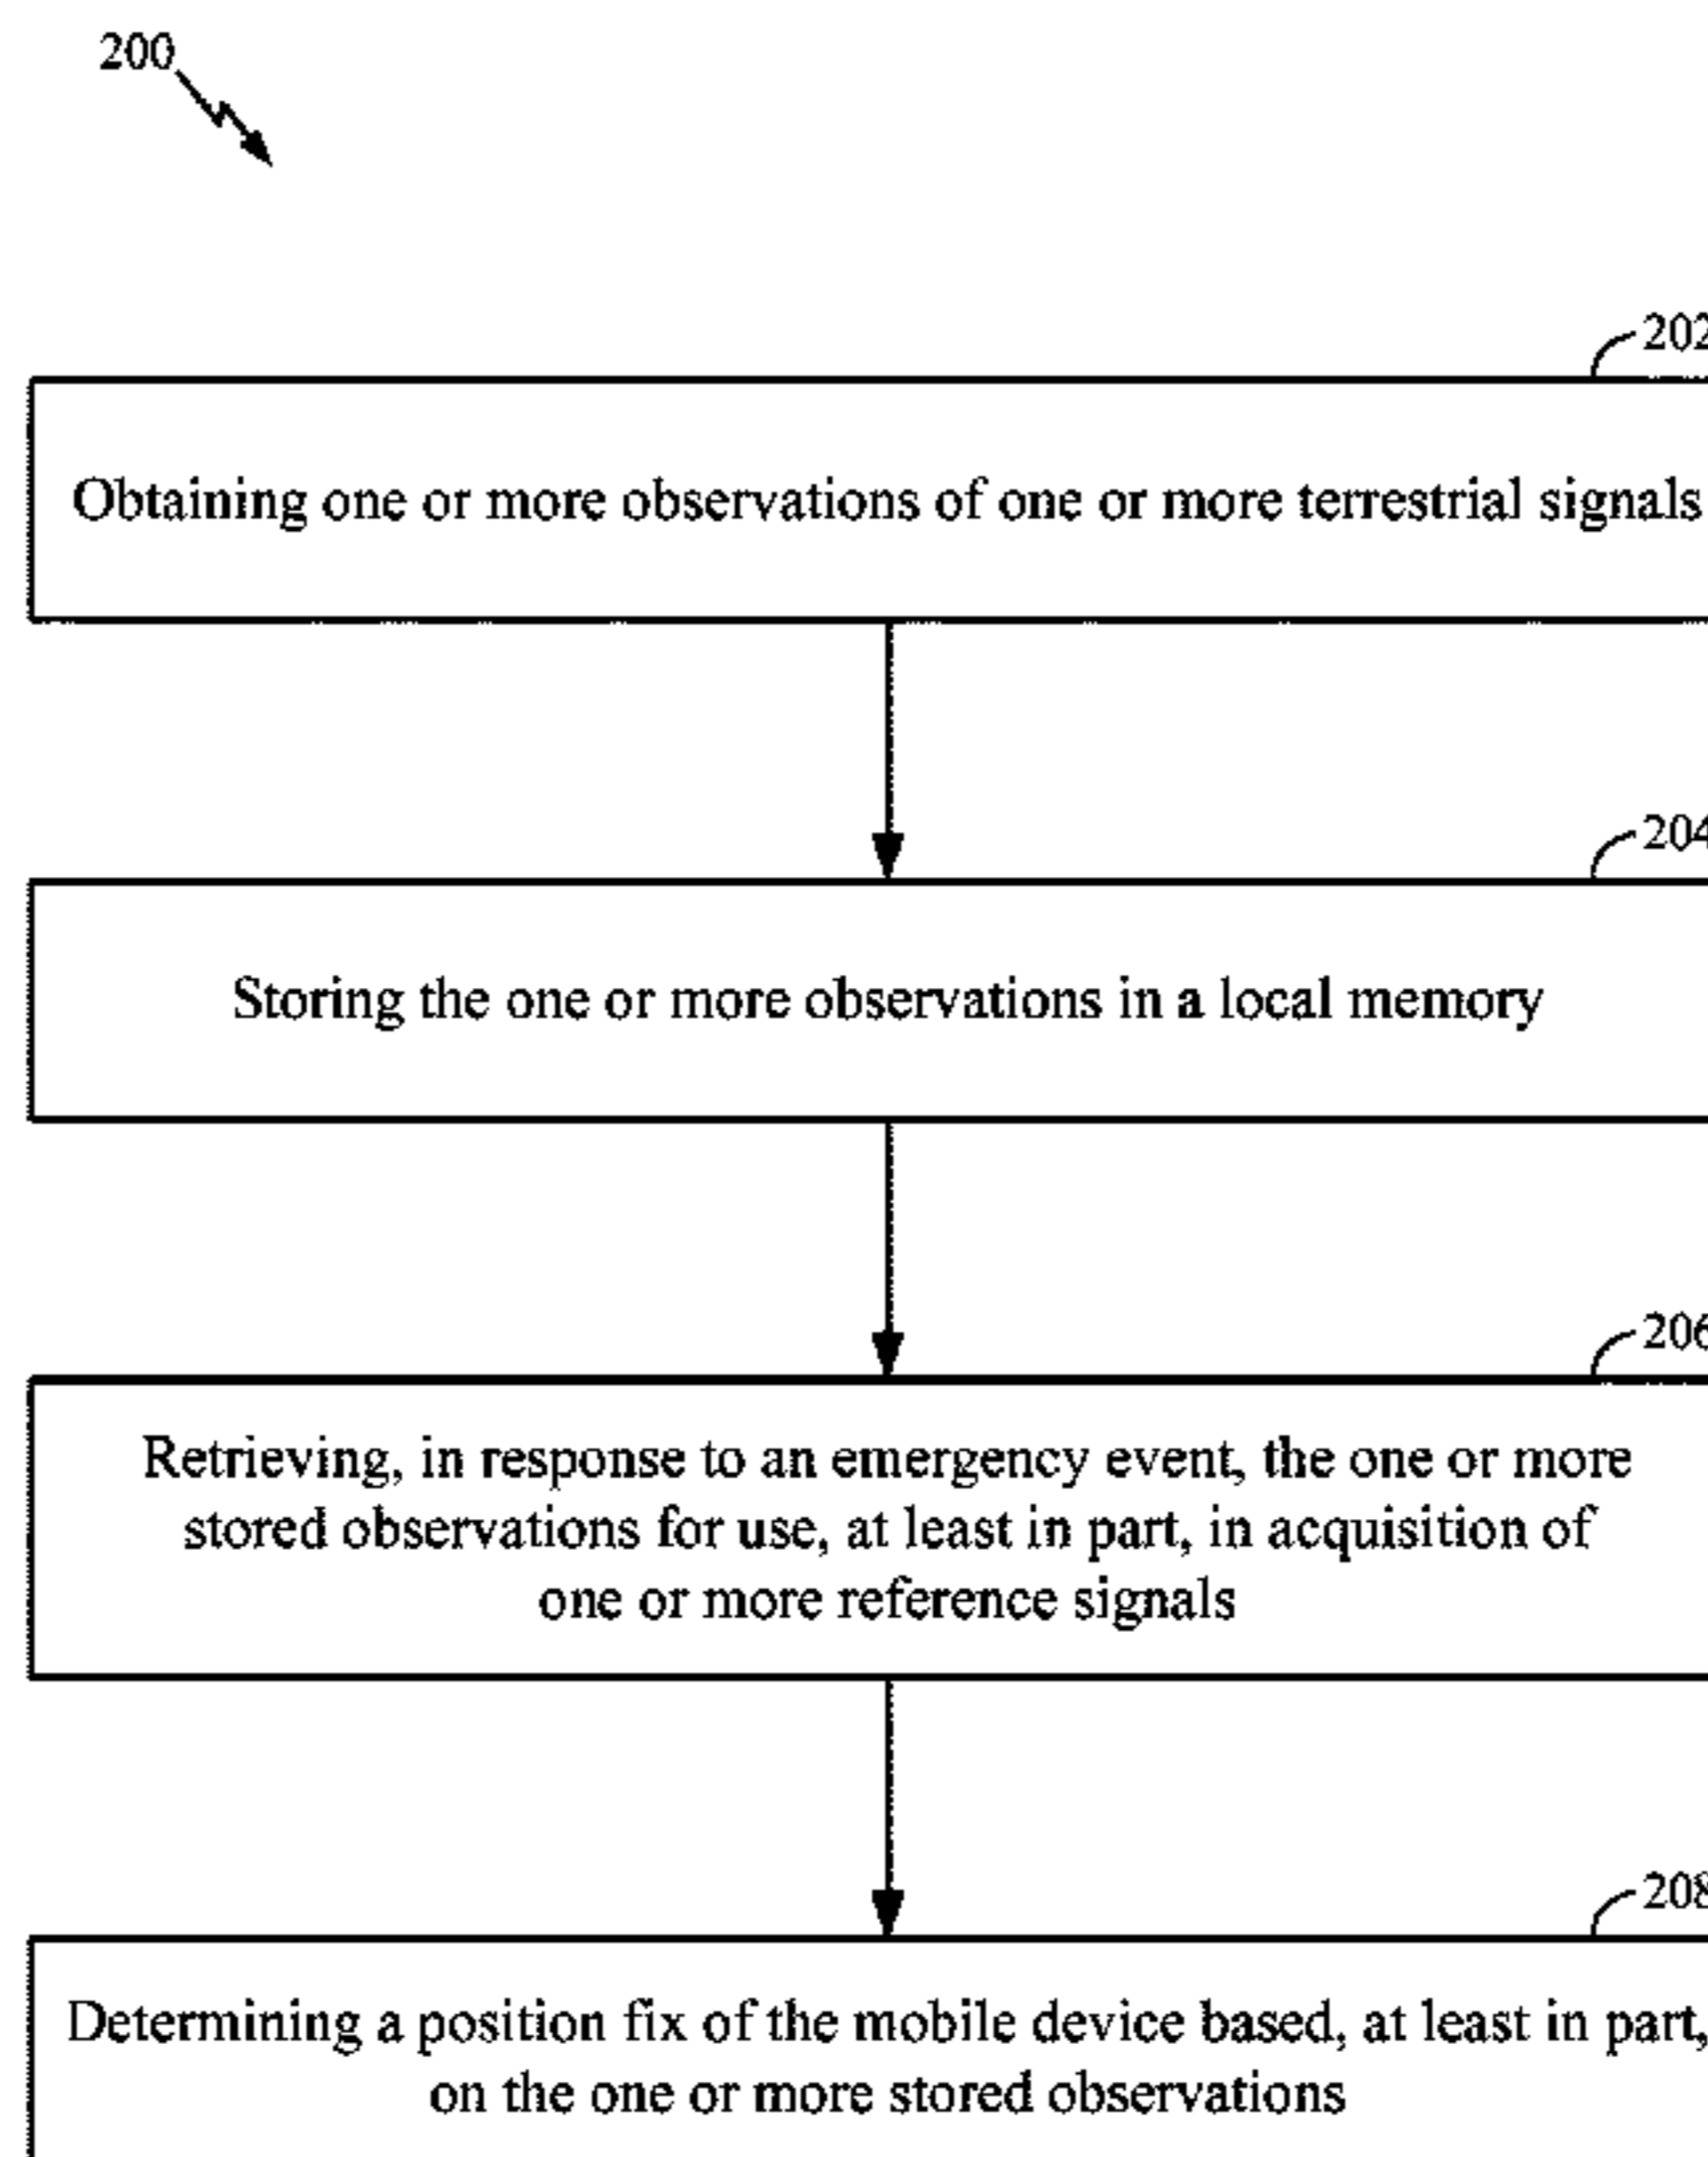 200
202
Obtaining one or more observations of one or more terrestrial signals
204
Storing the one or more observations in a local memory
206
Retrieving, in response to an emergency event, the one or more
stored observations for use, at least in part, in acquisition of
one or more reference signals
208
Determining a position fix of the mobile device based, at least in part,
on the one or more stored observations